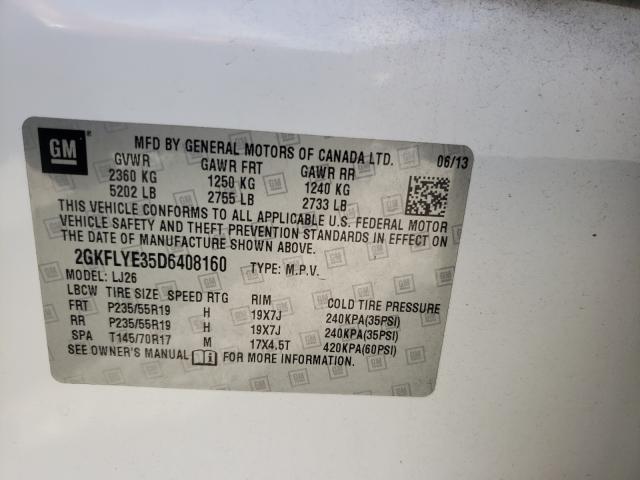 GM
MFD BY GENERAL MOTORS OF CANADA LTD. 06/13
GVWR GAWR FRT GAWR RR
2360 KG 1250 KG 1240 KG
5202 LB 2755 LB 2733 LB
THIS VEHICLE CONFORMS TO ALL APPLICABLE U.S. FEDERAL MOTOR
VEHICLE SAFETY AND THEFT PREVENTION STANDARDS IN EFFECT ON
THE DATE OF MANUFACTURE SHOWN ABOVE.
2GKFLYE35D6408160 TYPE: M.P.V.
MODEL: LJ26
LBCW TIRE SIZE SPEED RTG RIM COLD TIRE PRESSURE
FRT P235/55R19 H 19X7J 240KPA(35PSI)
RR P235/55R19 H 19X7J 240KPA(35PSI)
SPA T145/70R17 M 17X4.5T 420KPA(60PSI)
SEE OWNER'S MANUAL FOR MORE INFORMATION.